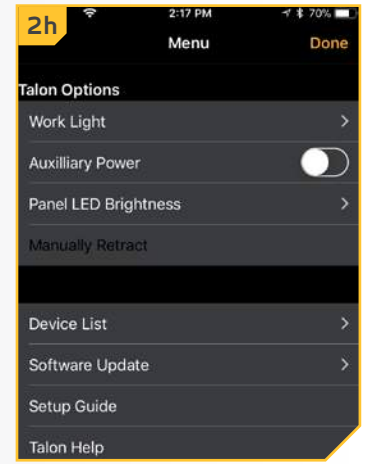 2h
2:17 PM 70%
Menu Done
Talon Options
Work Light
Auxilliary Power
Panel LED Brightness
Manually Retract
Device List
Software Update
Setup Guide
Talon Help